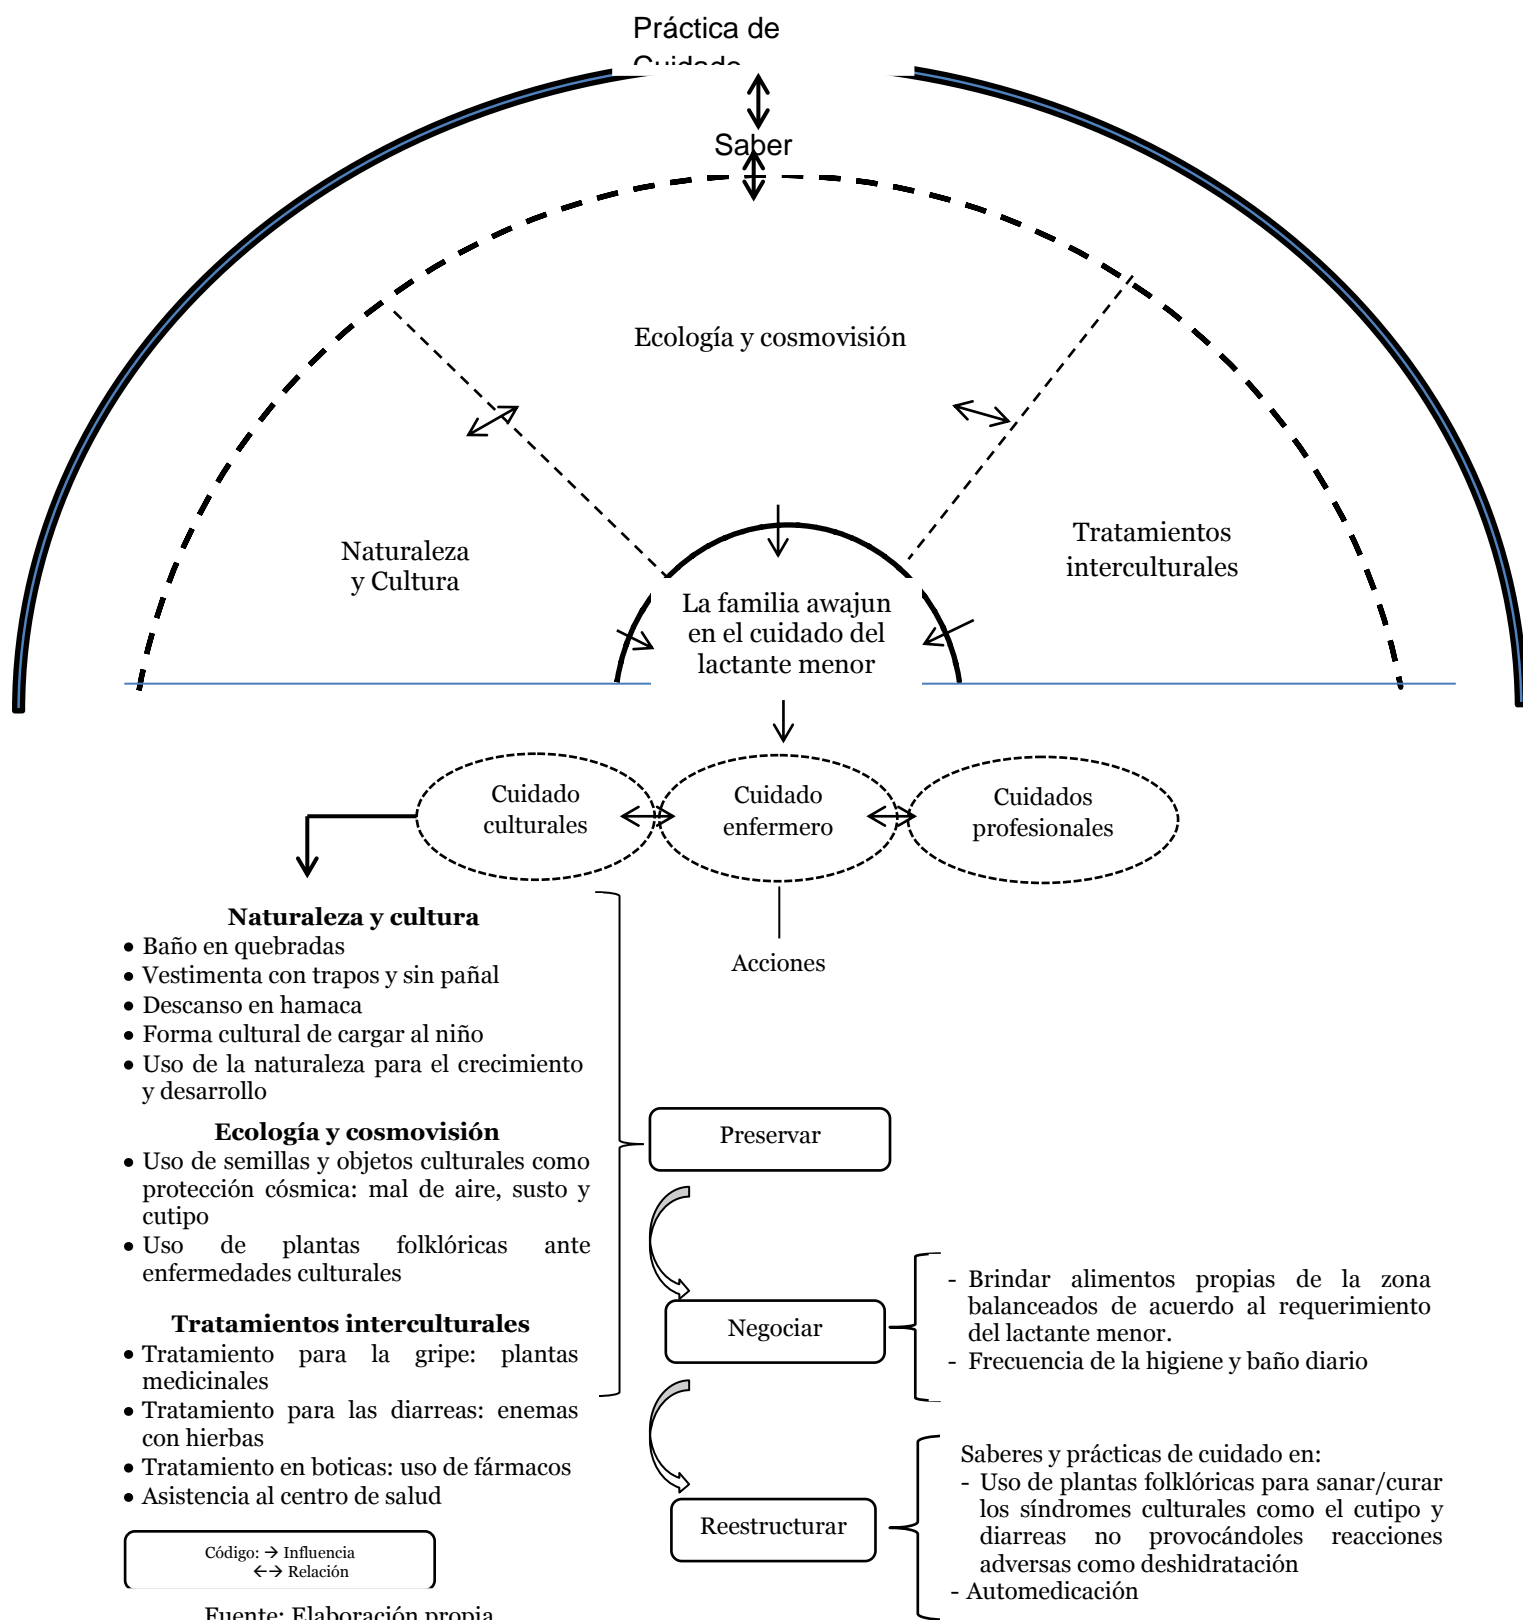 Práctica de
Cuidado
Saber
Ecología y cosmovisión
Naturaleza
y Cultura
Tratamientos
interculturales
La familia awajun
en el cuidado del
lactante menor
Cuidado
culturales
Cuidado
enfermero
Cuidados
profesionales
Acciones
Naturaleza y cultura
• Baño en quebradas
• Vestimenta con trapos y sin pañal
• Descanso en hamaca
• Forma cultural de cargar al niño
• Uso de la naturaleza para el crecimiento
y desarrollo
Ecología y cosmovisión
• Uso de semillas y objetos culturales como
protección cósmica: mal de aire, susto y
cutipo
• Uso de plantas folklóricas ante
enfermedades culturales
Tratamientos interculturales
• Tratamiento para la gripe: plantas
medicinales
• Tratamiento para las diarreas: enemas
con hierbas
• Tratamiento en boticas: uso de fármacos
• Asistencia al centro de salud
Preservar
Negociar
- Brindar alimentos propias de la zona
balanceados de acuerdo al requerimiento
del lactante menor.
- Frecuencia de la higiene y baño diario
Reestructurar
Saberes y prácticas de cuidado en:
- Uso de plantas folklóricas para sanar/curar
los síndromes culturales como el cutipo y
diarreas no provocándoles reacciones
adversas como deshidratación
- Automedicación
Código: → Influencia
←→ Relación
Fuente: Elaboración propia